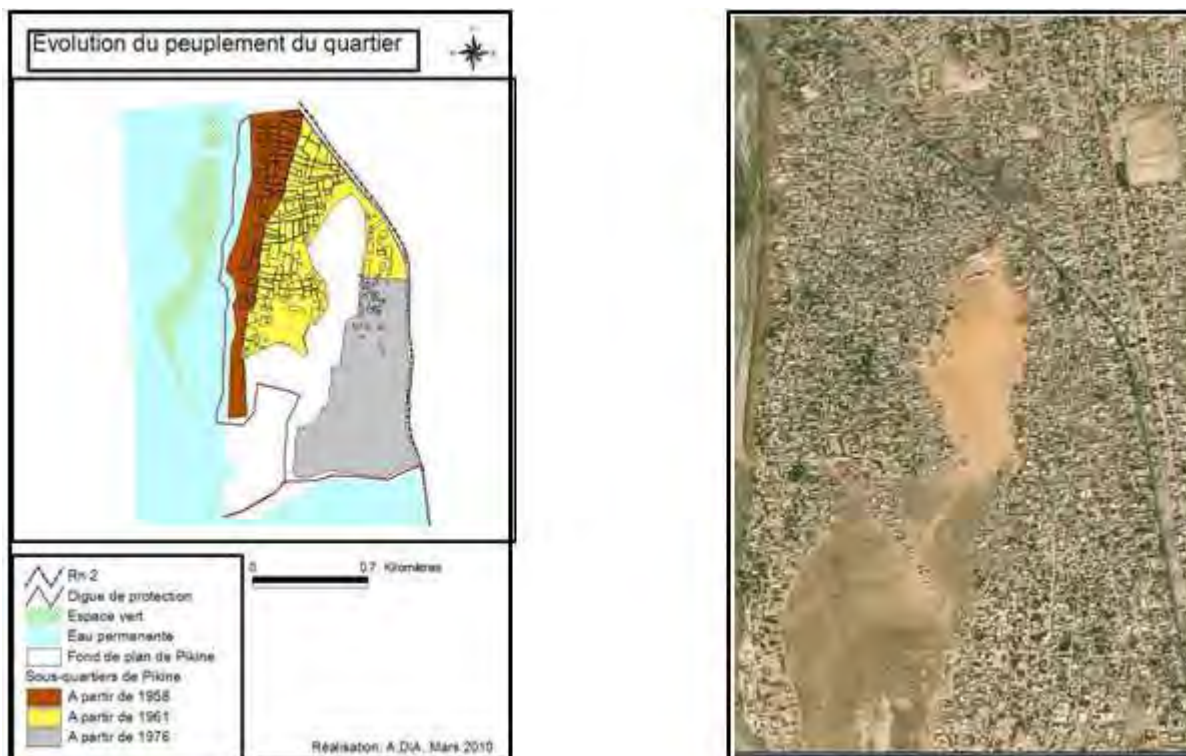 Evolution du peuplement du quartier
0 0.7 Kilomètres
Rn 2
Digue de protection
Espace vert
Eau permanente
Fond de plan de Pikine
Sous-quartiers de Pikine
A partir de 1958
A partir de 1961
A partir de 1976
Réalisation: A.DIA, Mars 2010